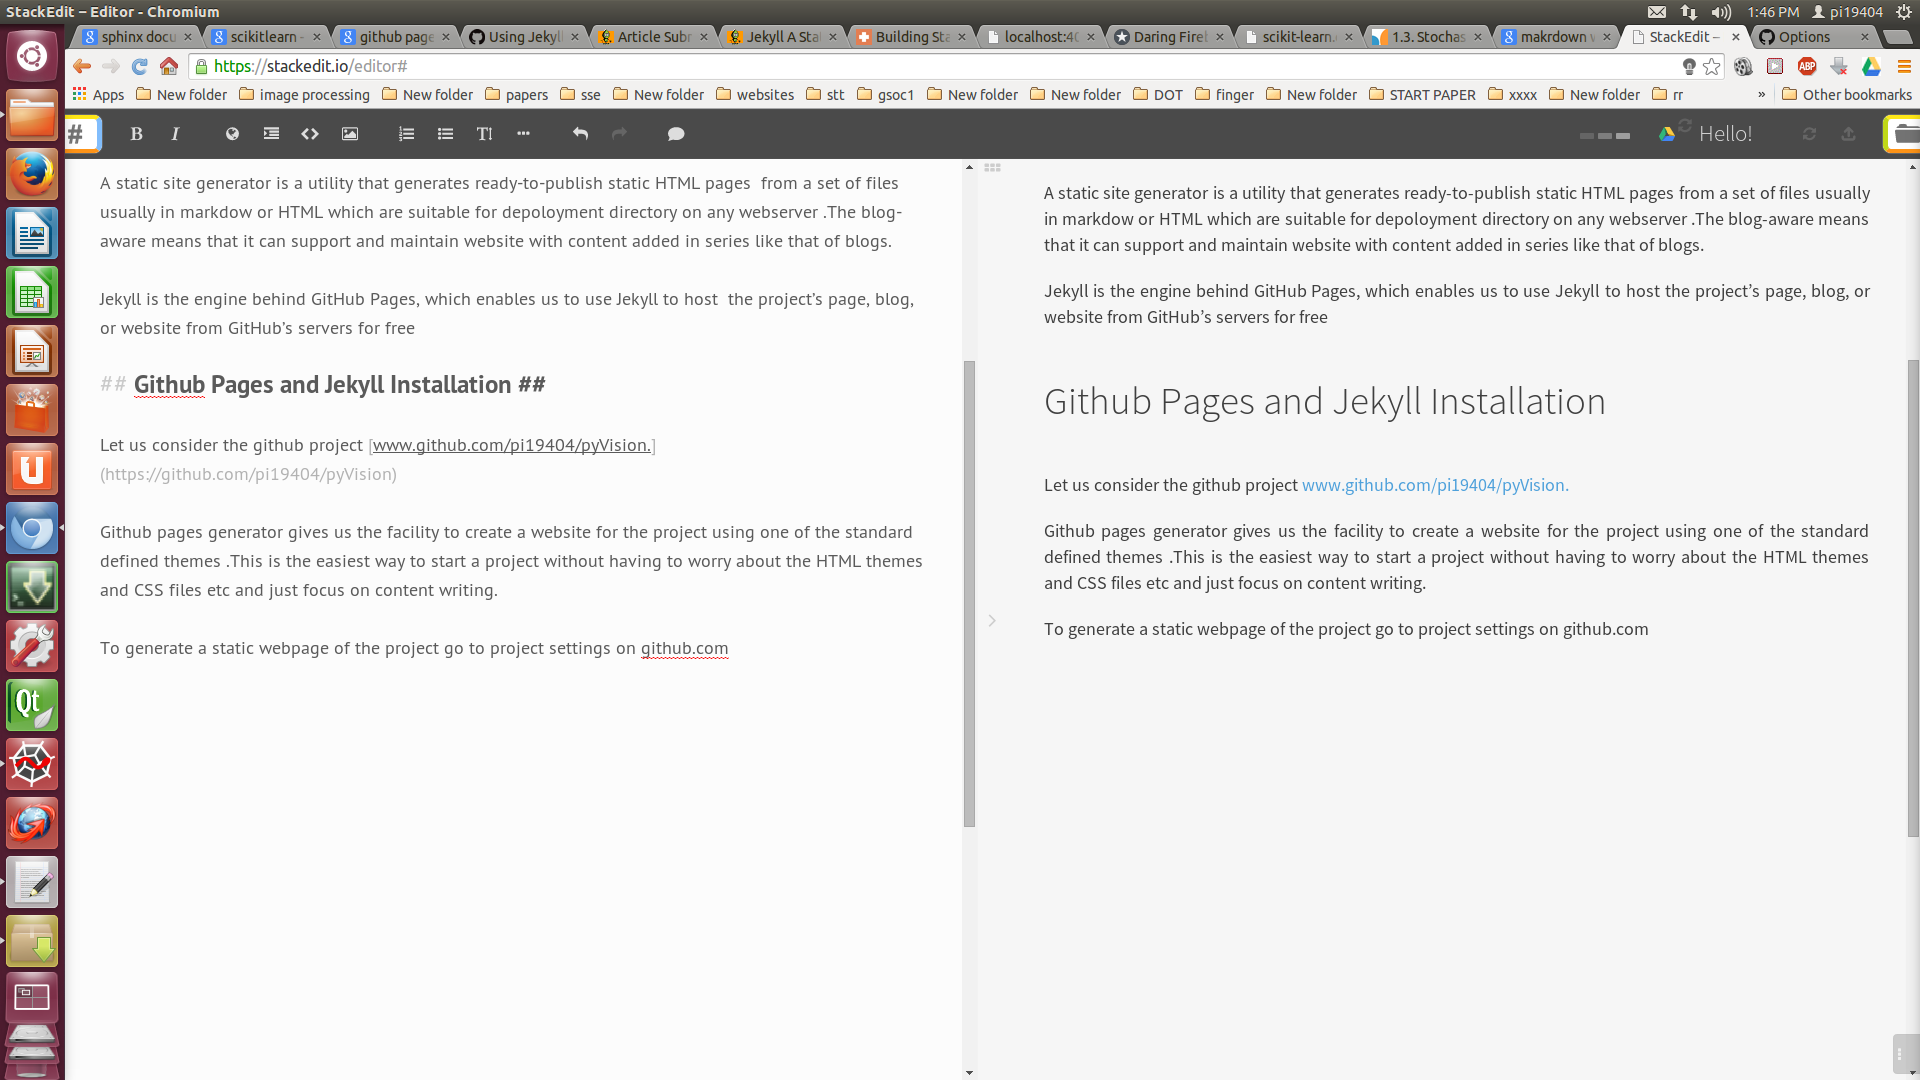 StackEdit – Editor - Chromium
1:46 PM
pi19404
sphinx docu
scikitlearn -
github page
Using Jekyl
Article Subr
Jekyll A Sta
Building Sta
localhost:40
Daring Fireb
scikit-learn.
1.3. Stochas
makrdown w
StackEdit –
Options
https://stackedit.io/editor#
ABP
Apps
New folder
image processing
New folder
papers
sse
New folder
websites
stt
gsoc1
New folder
New folder
DOT
finger
New folder
START PAPER
xxxx
New folder
rr
»
Other bookmarks
#
B
I
Hello!
A static site generator is a utility that generates ready-to-publish static HTML pages  from a set of files
usually in markdow or HTML which are suitable for depoloyment directory on any webserver .The blog-
aware means that it can support and maintain website with content added in series like that of blogs.
Jekyll is the engine behind GitHub Pages, which enables us to use Jekyll to host  the project’s page, blog,
or website from GitHub’s servers for free
## Github Pages and Jekyll Installation ##
Let us consider the github project [www.github.com/pi19404/pyVision.]
(https://github.com/pi19404/pyVision)
Github pages generator gives us the facility to create a website for the project using one of the standard
defined themes .This is the easiest way to start a project without having to worry about the HTML themes
and CSS files etc and just focus on content writing.
To generate a static webpage of the project go to project settings on github.com
A static site generator is a utility that generates ready-to-publish static HTML pages from a set of files usually
in markdow or HTML which are suitable for depoloyment directory on any webserver .The blog-aware means
that it can support and maintain website with content added in series like that of blogs.
Jekyll is the engine behind GitHub Pages, which enables us to use Jekyll to host the project’s page, blog, or
website from GitHub’s servers for free
Github Pages and Jekyll Installation
Let us consider the github project www.github.com/pi19404/pyVision.
Github pages generator gives us the facility to create a website for the project using one of the standard
defined themes .This is the easiest way to start a project without having to worry about the HTML themes
and CSS files etc and just focus on content writing.
To generate a static webpage of the project go to project settings on github.com
Qt